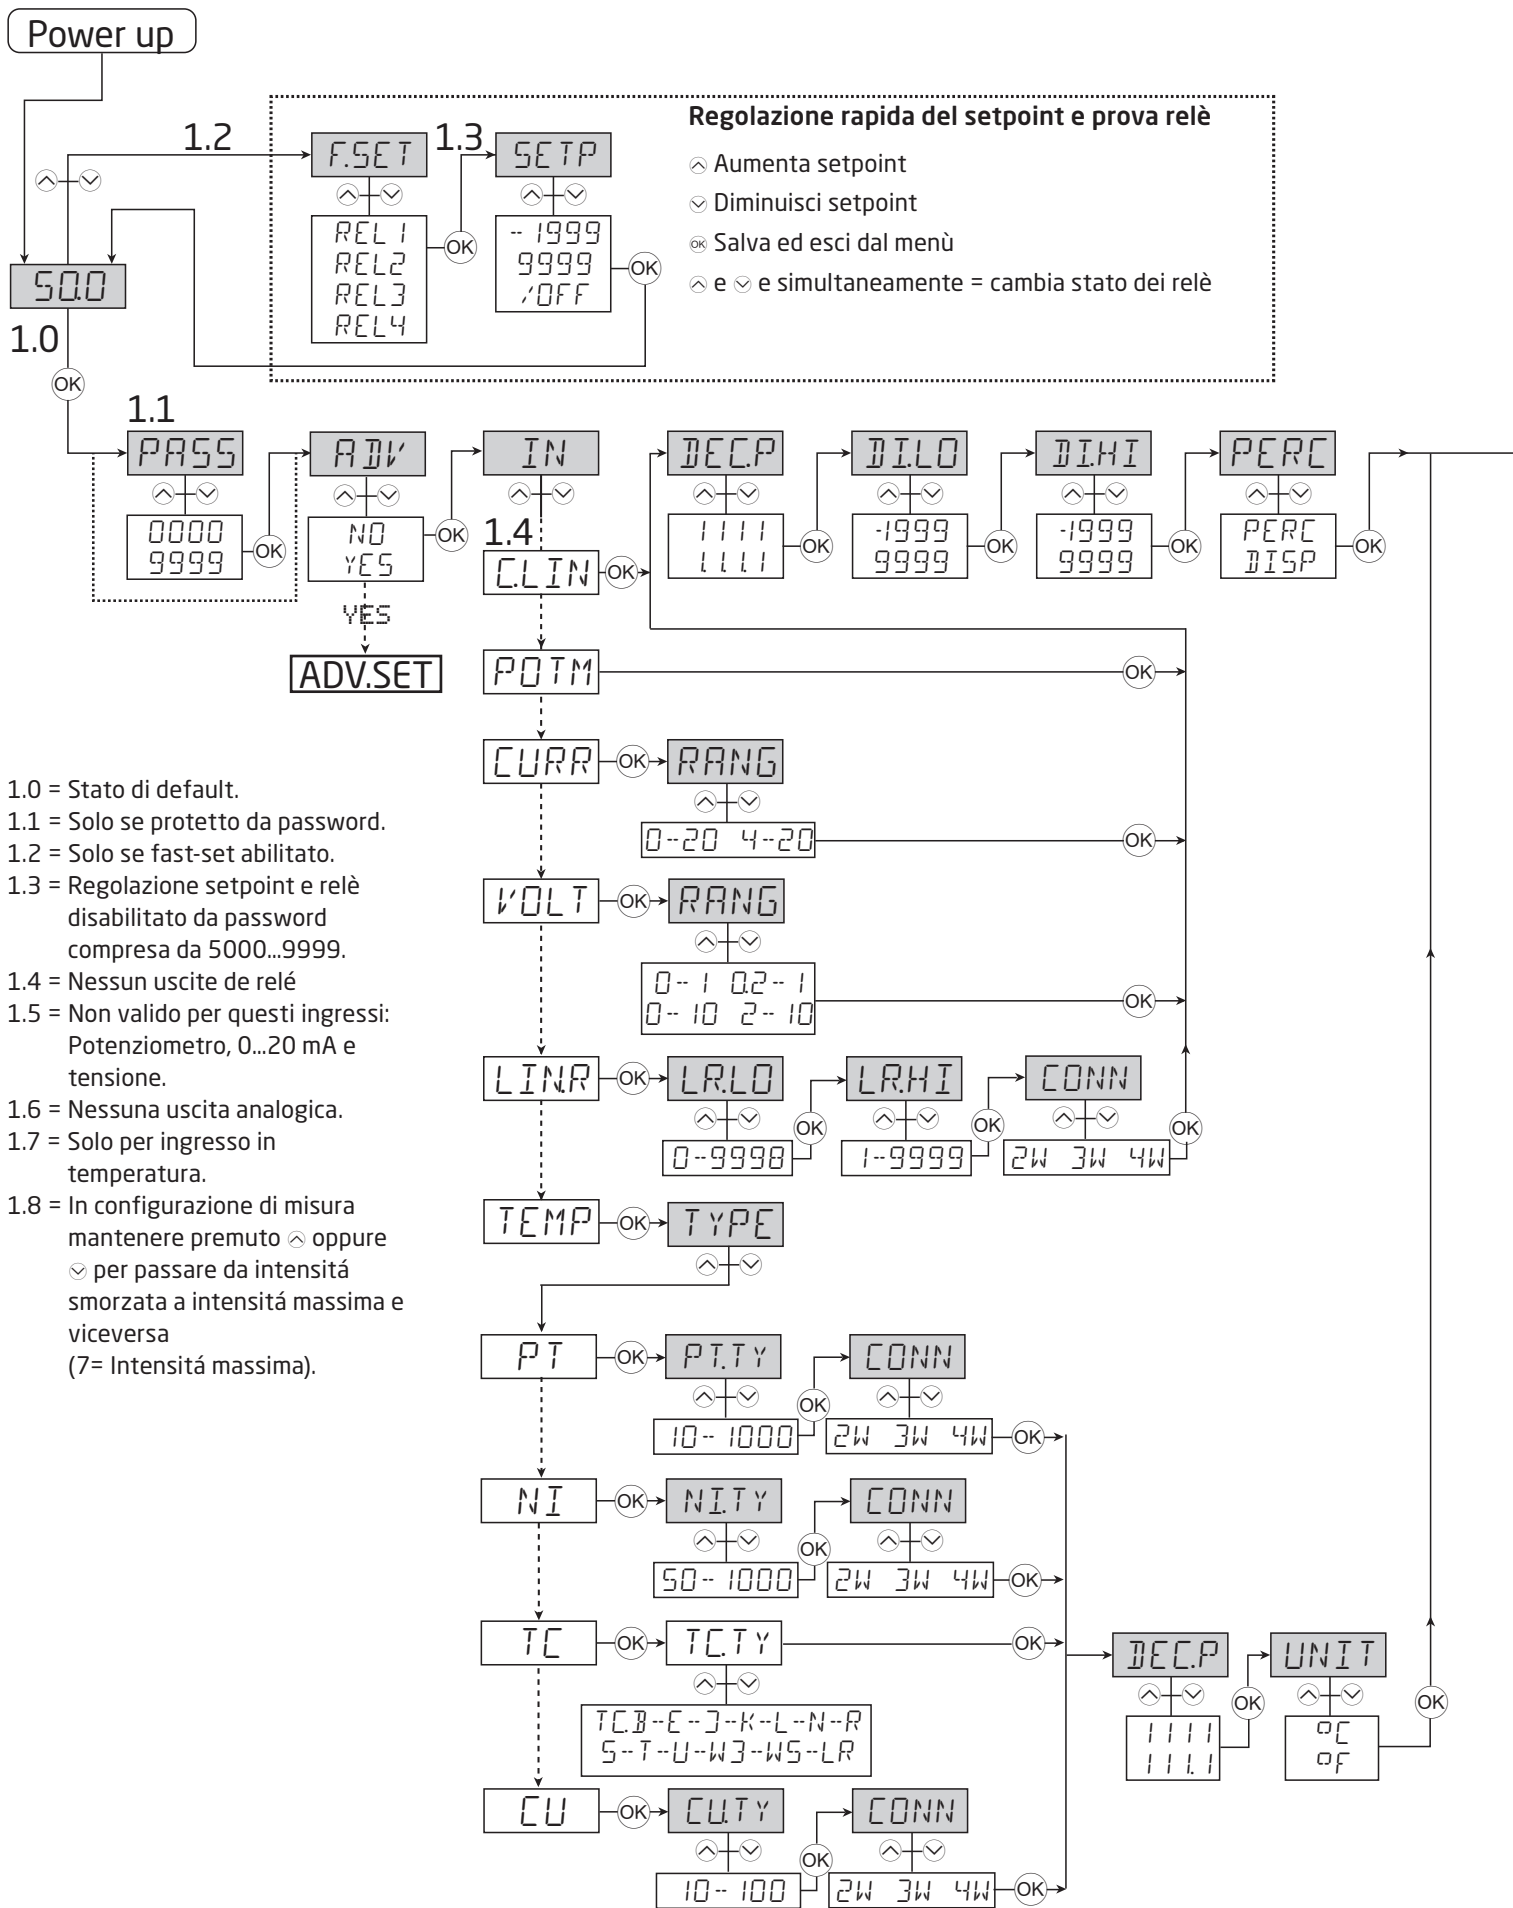 Power up
Regolazione rapida del setpoint e prova relè
Aumenta setpoint
Diminuisci setpoint
OK Salva ed esci dal menù
e e simultaneamente = cambia stato dei relè
1.2
F.SET
REL1
REL2
REL3
REL4
OK
1.3
SETP
-1999
9999
/OFF
OK
50.0
1.0
OK
1.1
PASS
0000
9999
OK
ADV
NO
YES
OK
YES
ADV.SET
IN
1.4
C.LIN
OK
DEC.P
1111
1.1.1.1
OK
DI.LO
-1999
9999
OK
DI.HI
-1999
9999
OK
PERC
PERC
DISP
OK
POTM
OK
CURR
OK
RANG
0-20 4-20
OK
VOLT
OK
RANG
0-1 0.2-1
0-10 2-10
OK
LIN.R
OK
LR.LO
0-9998
OK
LR.HI
1-9999
OK
CONN
2W 3W 4W
OK
TEMP
OK
TYPE
PT
OK
PT.TY
10-1000
OK
CONN
2W 3W 4W
OK
NI
OK
NI.TY
50-1000
OK
CONN
2W 3W 4W
OK
TC
OK
TC.TY
OK
TC.B-E-J-K-L-N-R
S-T-U-W3-W5-LR
CU
OK
CU.TY
10-100
OK
CONN
2W 3W 4W
OK
DEC.P
1111
111.1
OK
UNIT
°C
°F
OK
1.0 = Stato di default.
1.1 = Solo se protetto da password.
1.2 = Solo se fast-set abilitato.
1.3 = Regolazione setpoint e relè
disabilitato da password
compresa da 5000...9999.
1.4 = Nessun uscite de relé
1.5 = Non valido per questi ingressi:
Potenziometro, 0...20 mA e
tensione.
1.6 = Nessuna uscita analogica.
1.7 = Solo per ingresso in
temperatura.
1.8 = In configurazione di misura
mantenere premuto oppure
per passare da intensitá
smorzata a intensitá massima e
viceversa
(7= Intensitá massima).